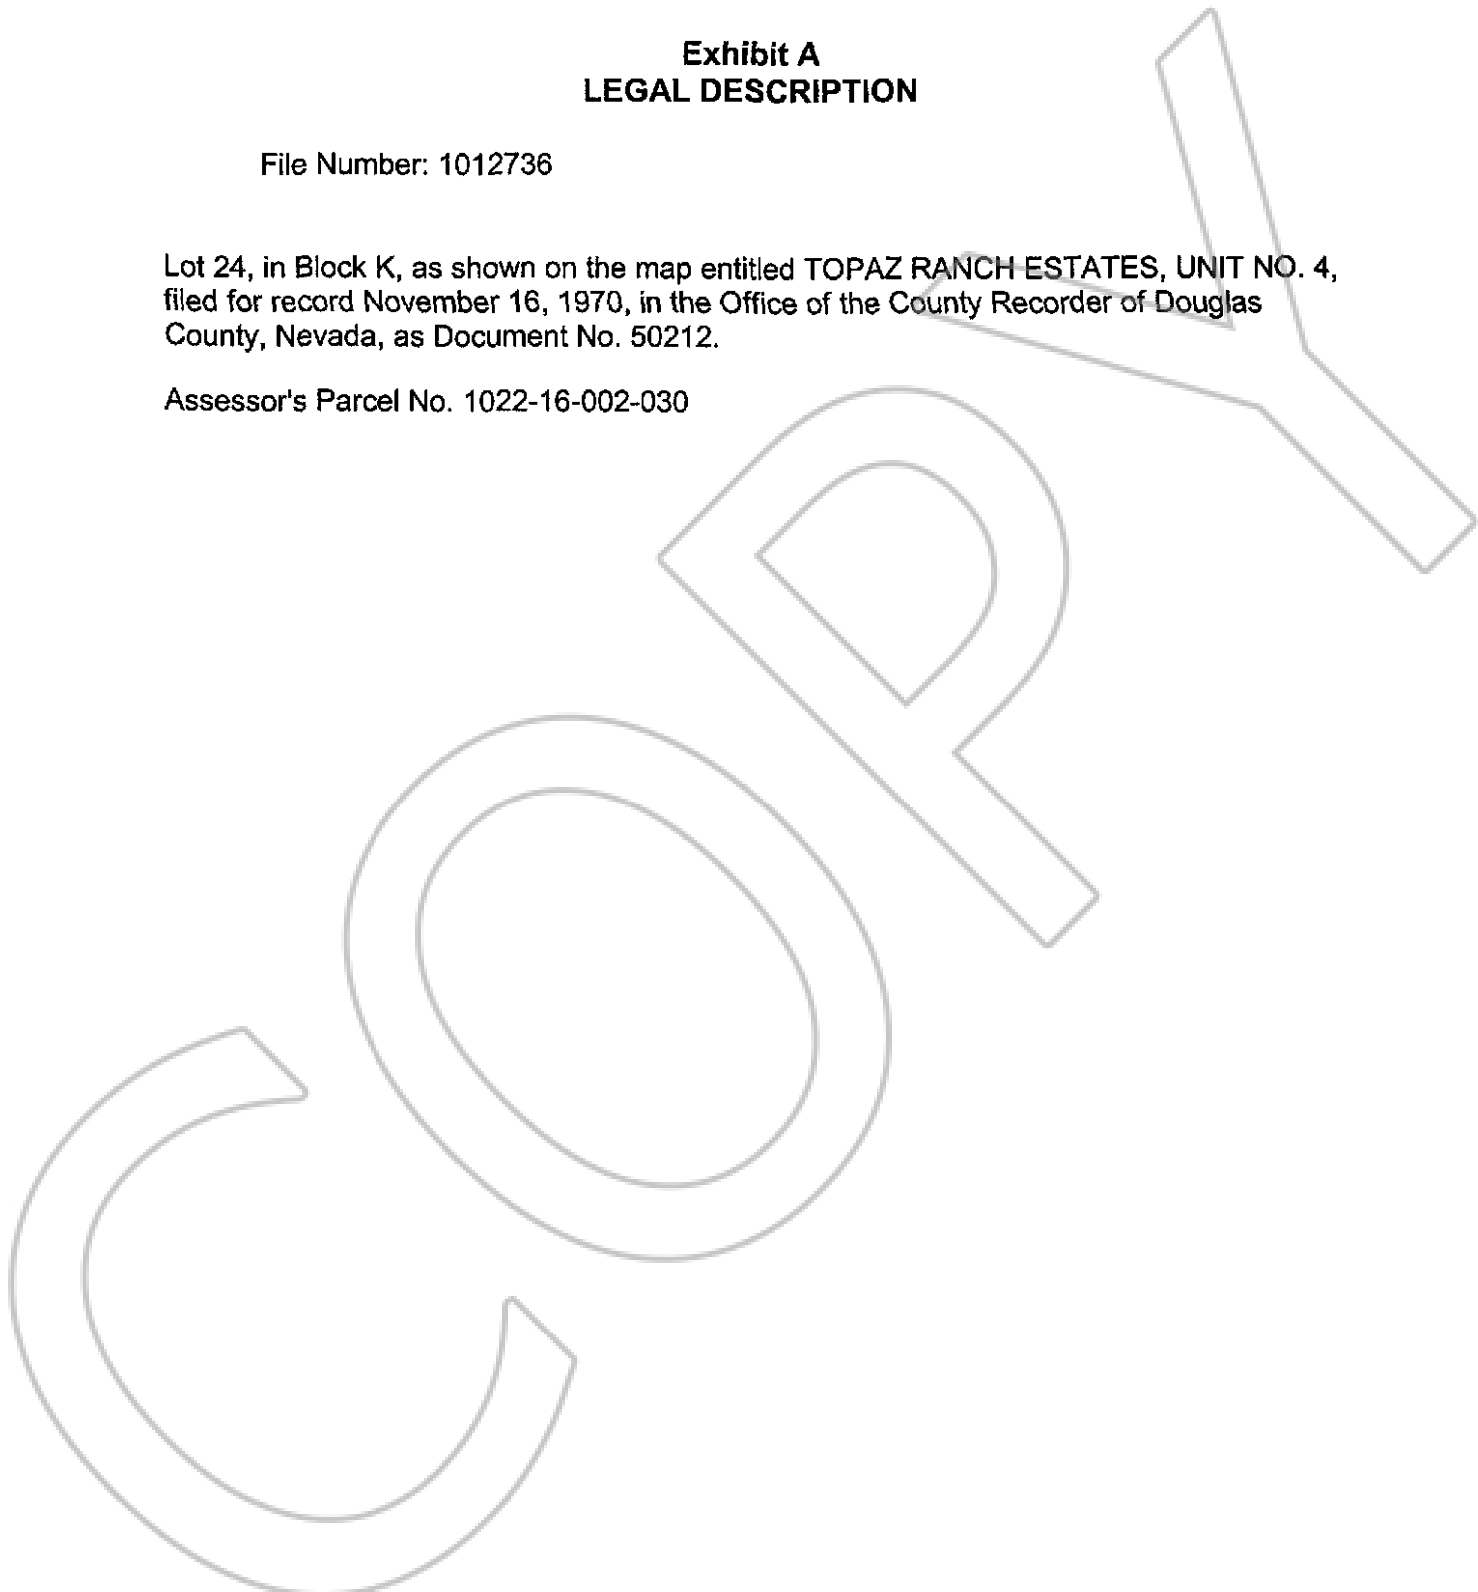 Exhibit A
LEGAL DESCRIPTION
File Number: 1012736
Lot 24, in Block K, as shown on the map entitled TOPAZ RANCH ESTATES, UNIT NO. 4,
filed for record November 16, 1970, in the Office of the County Recorder of Douglas
County, Nevada, as Document No. 50212.
Assessor's Parcel No. 1022-16-002-030
COPY